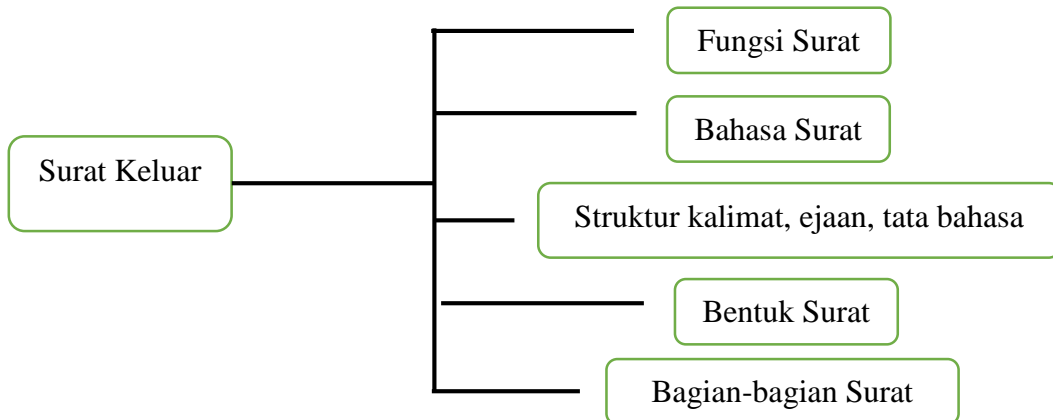 Surat Keluar
Fungsi Surat
Bahasa Surat
Struktur kalimat, ejaan, tata bahasa
Bentuk Surat
Bagian-bagian Surat